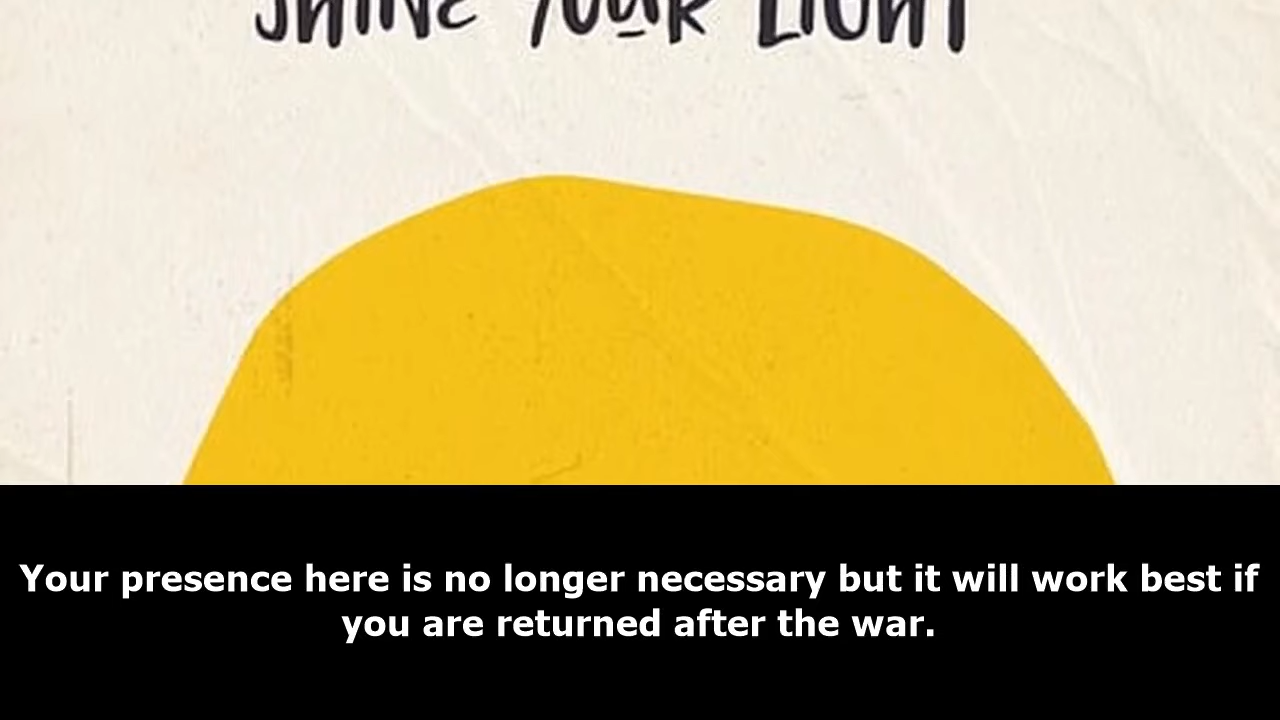 SHINE YOUR LIGHT
Your presence here is no longer necessary but it will work best if
you are returned after the war.